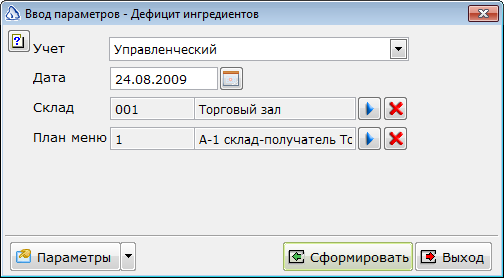 Ввод параметров - Дефицит ингредиентов
Учет Управленческий
Дата 24.08.2009
Склад 001 Торговый зал
План меню 1 А-1 склад-получатель То
Параметры Сформировать Выход